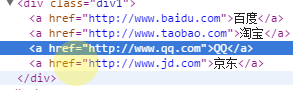 <div class="div1">
<a href="http://www.baidu.com">百度</a>
<a href="http://www.taobao.com">淘宝</a>
<a href="http://www.qq.com">QQ</a>
<a href="http://www.jd.com">京东</a>
</div>